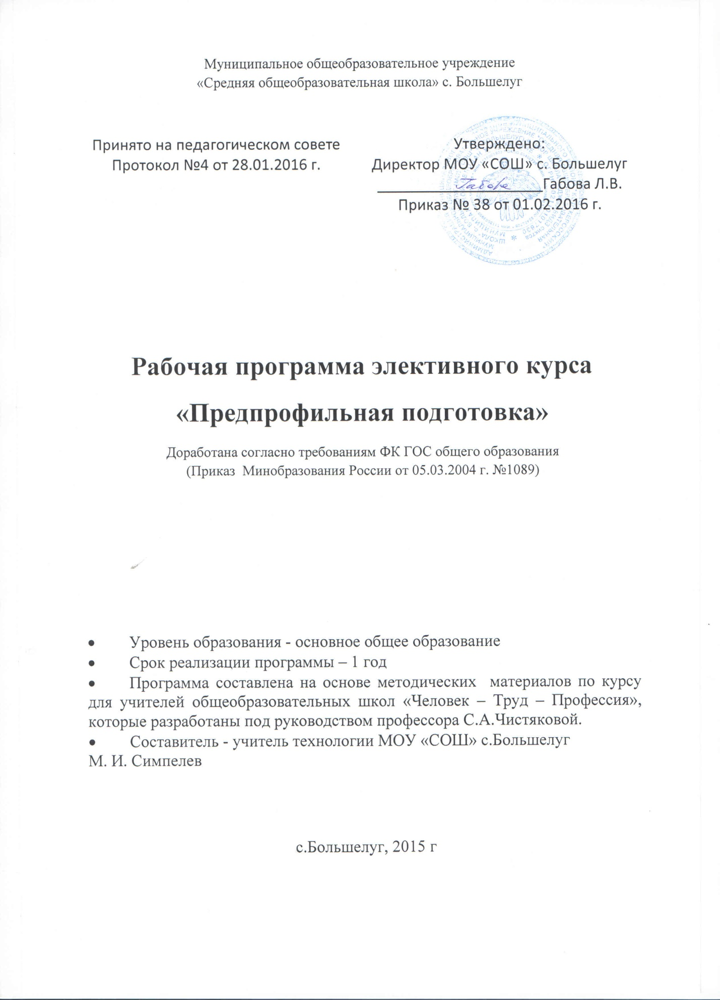 Муниципальное общеобразовательное учреждение
«Средняя общеобразовательная школа» с. Большелуг
Принято на педагогическом совете
Протокол №4 от 28.01.2016 г.
Утверждено:
Директор МОУ «СОШ» с. Большелуг
Габова Габова Л.В.
Приказ № 38 от 01.02.2016 г.
Рабочая программа элективного курса
«Предпрофильная подготовка»
Доработана согласно требованиям ФК ГОС общего образования
(Приказ Минобразования России от 05.03.2004 г. №1089)
• Уровень образования - основное общее образование
• Срок реализации программы – 1 год
• Программа составлена на основе методических материалов по курсу
для учителей общеобразовательных школ «Человек – Труд – Профессия»,
которые разработаны под руководством профессора С.А.Чистяковой.
• Составитель - учитель технологии МОУ «СОШ» с.Большелуг
М. И. Симпелев
с.Большелуг, 2015 г